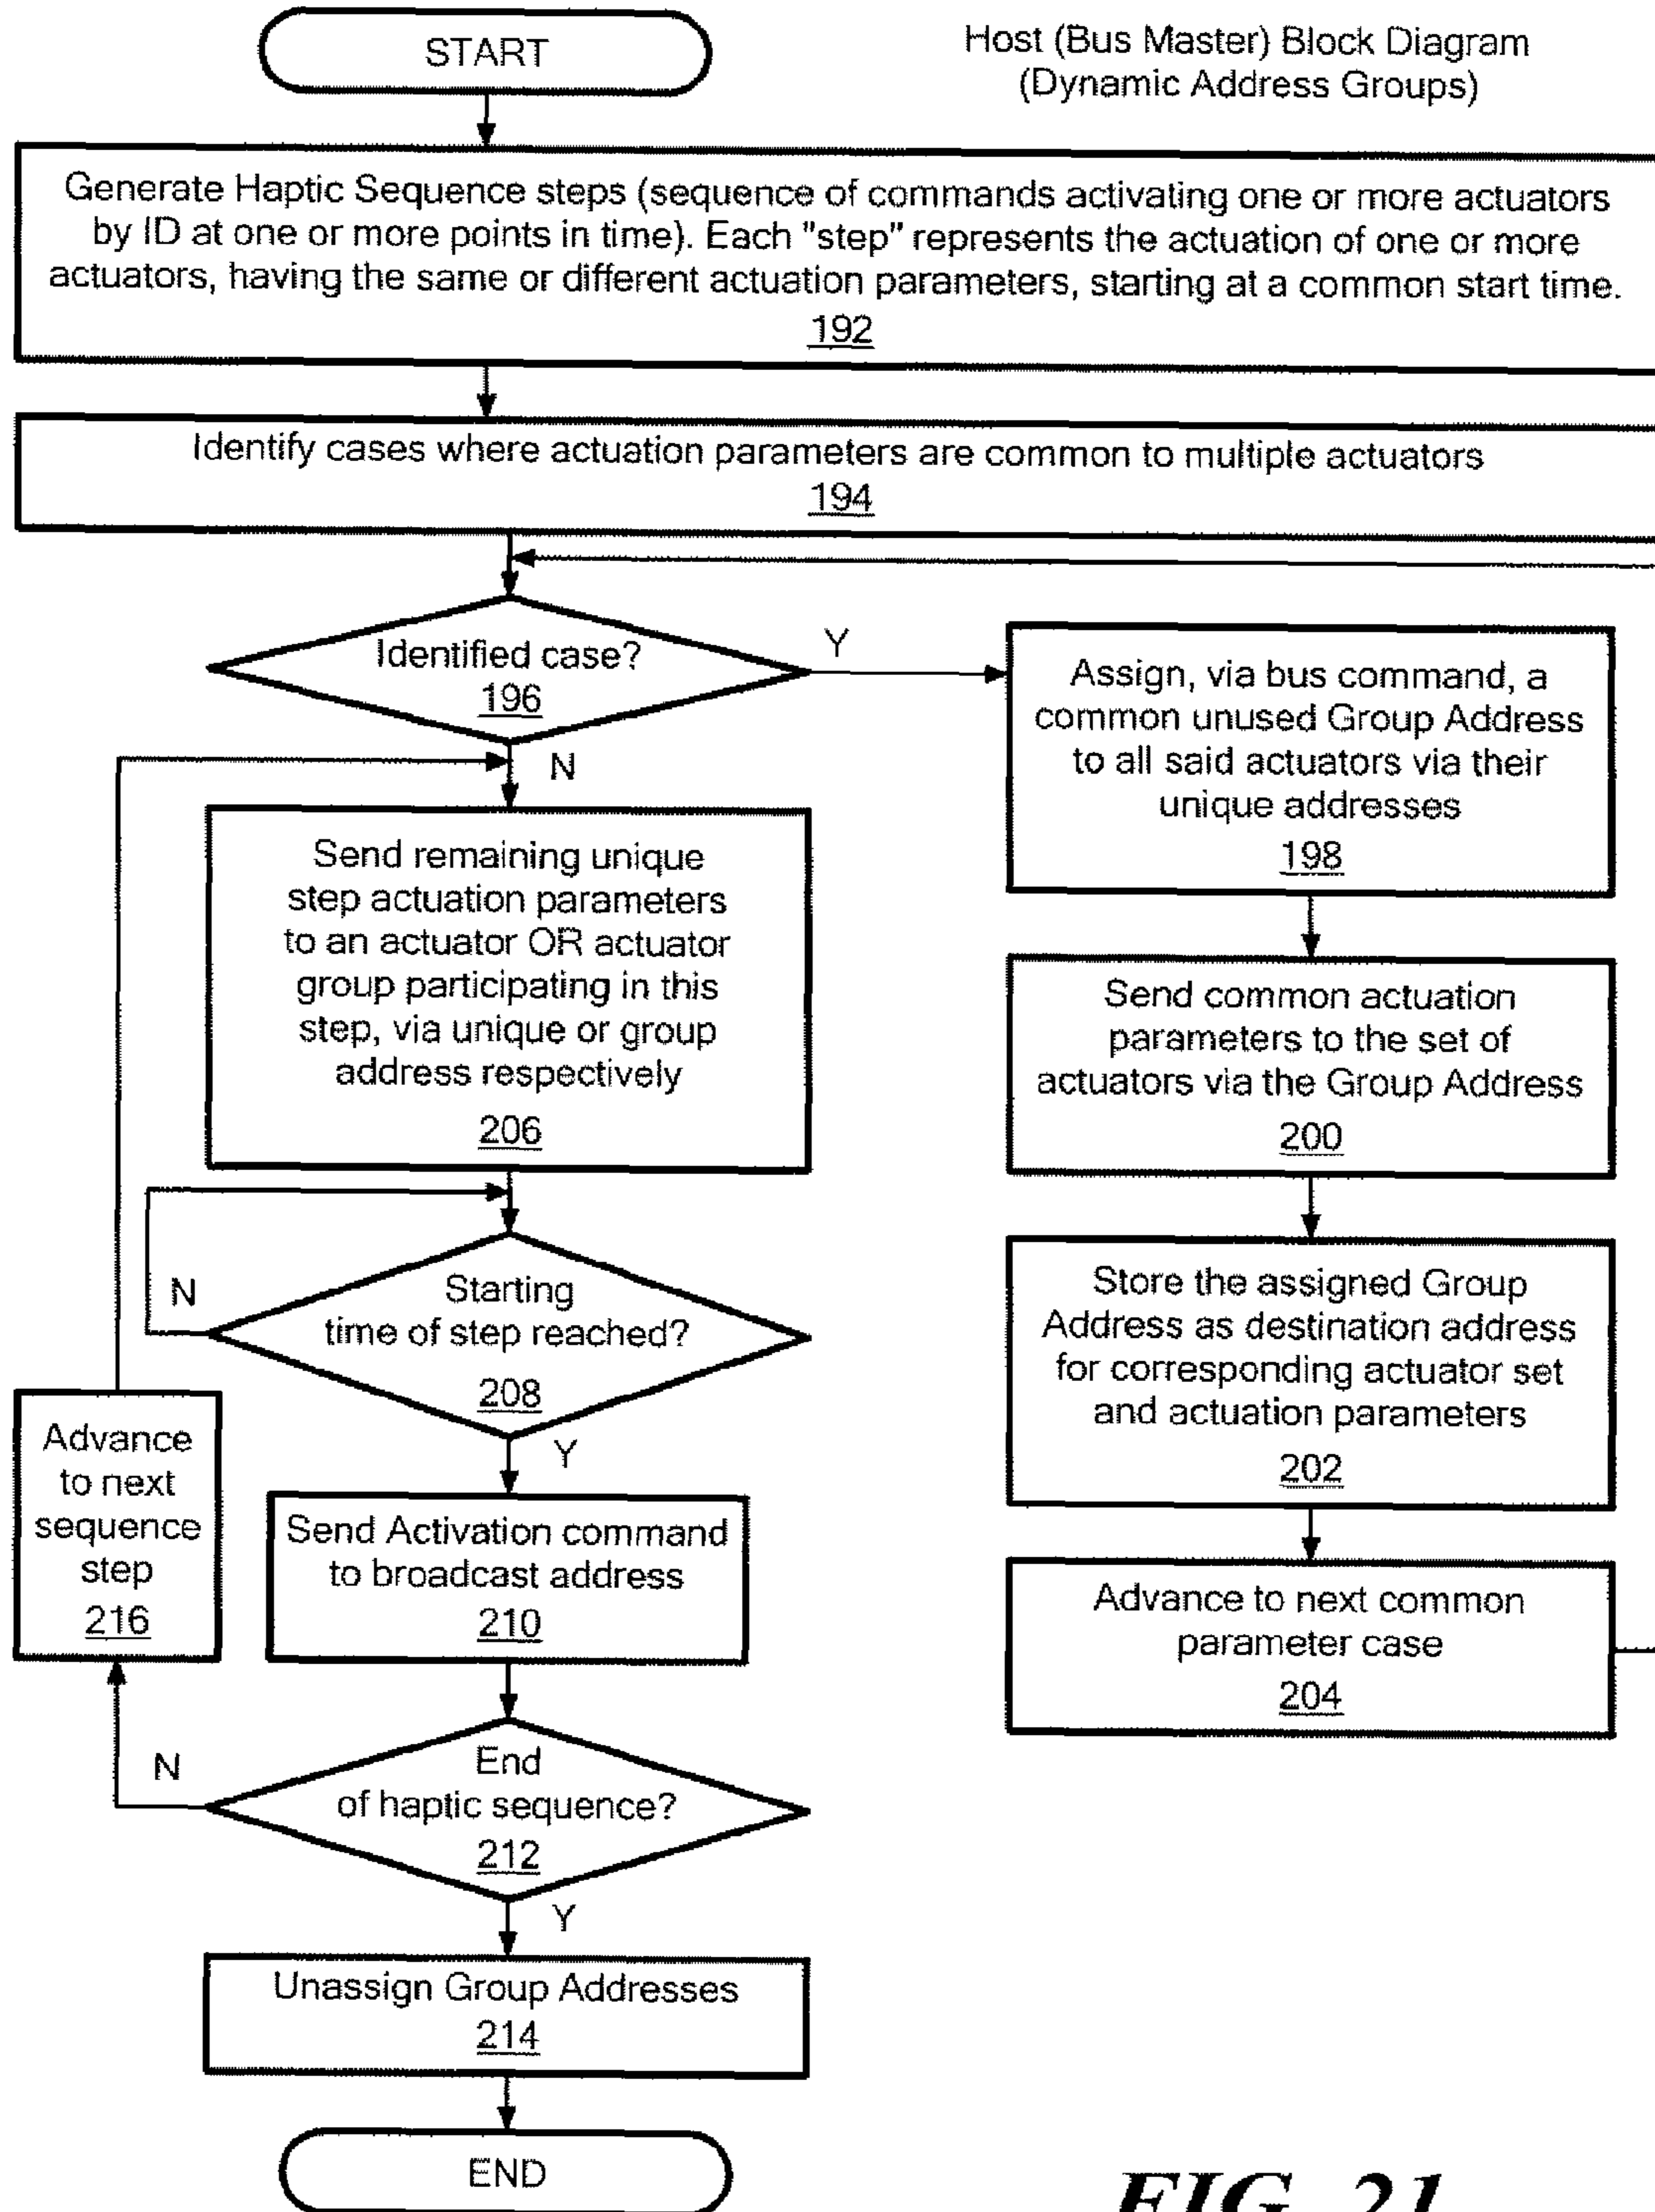 START
Host (Bus Master) Block Diagram
(Dynamic Address Groups)
Generate Haptic Sequence steps (sequence of commands activating one or more actuators
by ID at one or more points in time). Each "step" represents the actuation of one or more
actuators, having the same or different actuation parameters, starting at a common start time.
192
Identify cases where actuation parameters are common to multiple actuators
194
Identified case?
196
Y
N
Assign, via bus command, a
common unused Group Address
to all said actuators via their
unique addresses
198
Send common actuation
parameters to the set of
actuators via the Group Address
200
Store the assigned Group
Address as destination address
for corresponding actuator set
and actuation parameters
202
Advance to next common
parameter case
204
Send remaining unique
step actuation parameters
to an actuator OR actuator
group participating in this
step, via unique or group
address respectively
206
Starting
time of step reached?
208
N
Y
Send Activation command
to broadcast address
210
End
of haptic sequence?
212
N
Y
Advance
to next
sequence
step
216
Unassign Group Addresses
214
END
FIG. 21